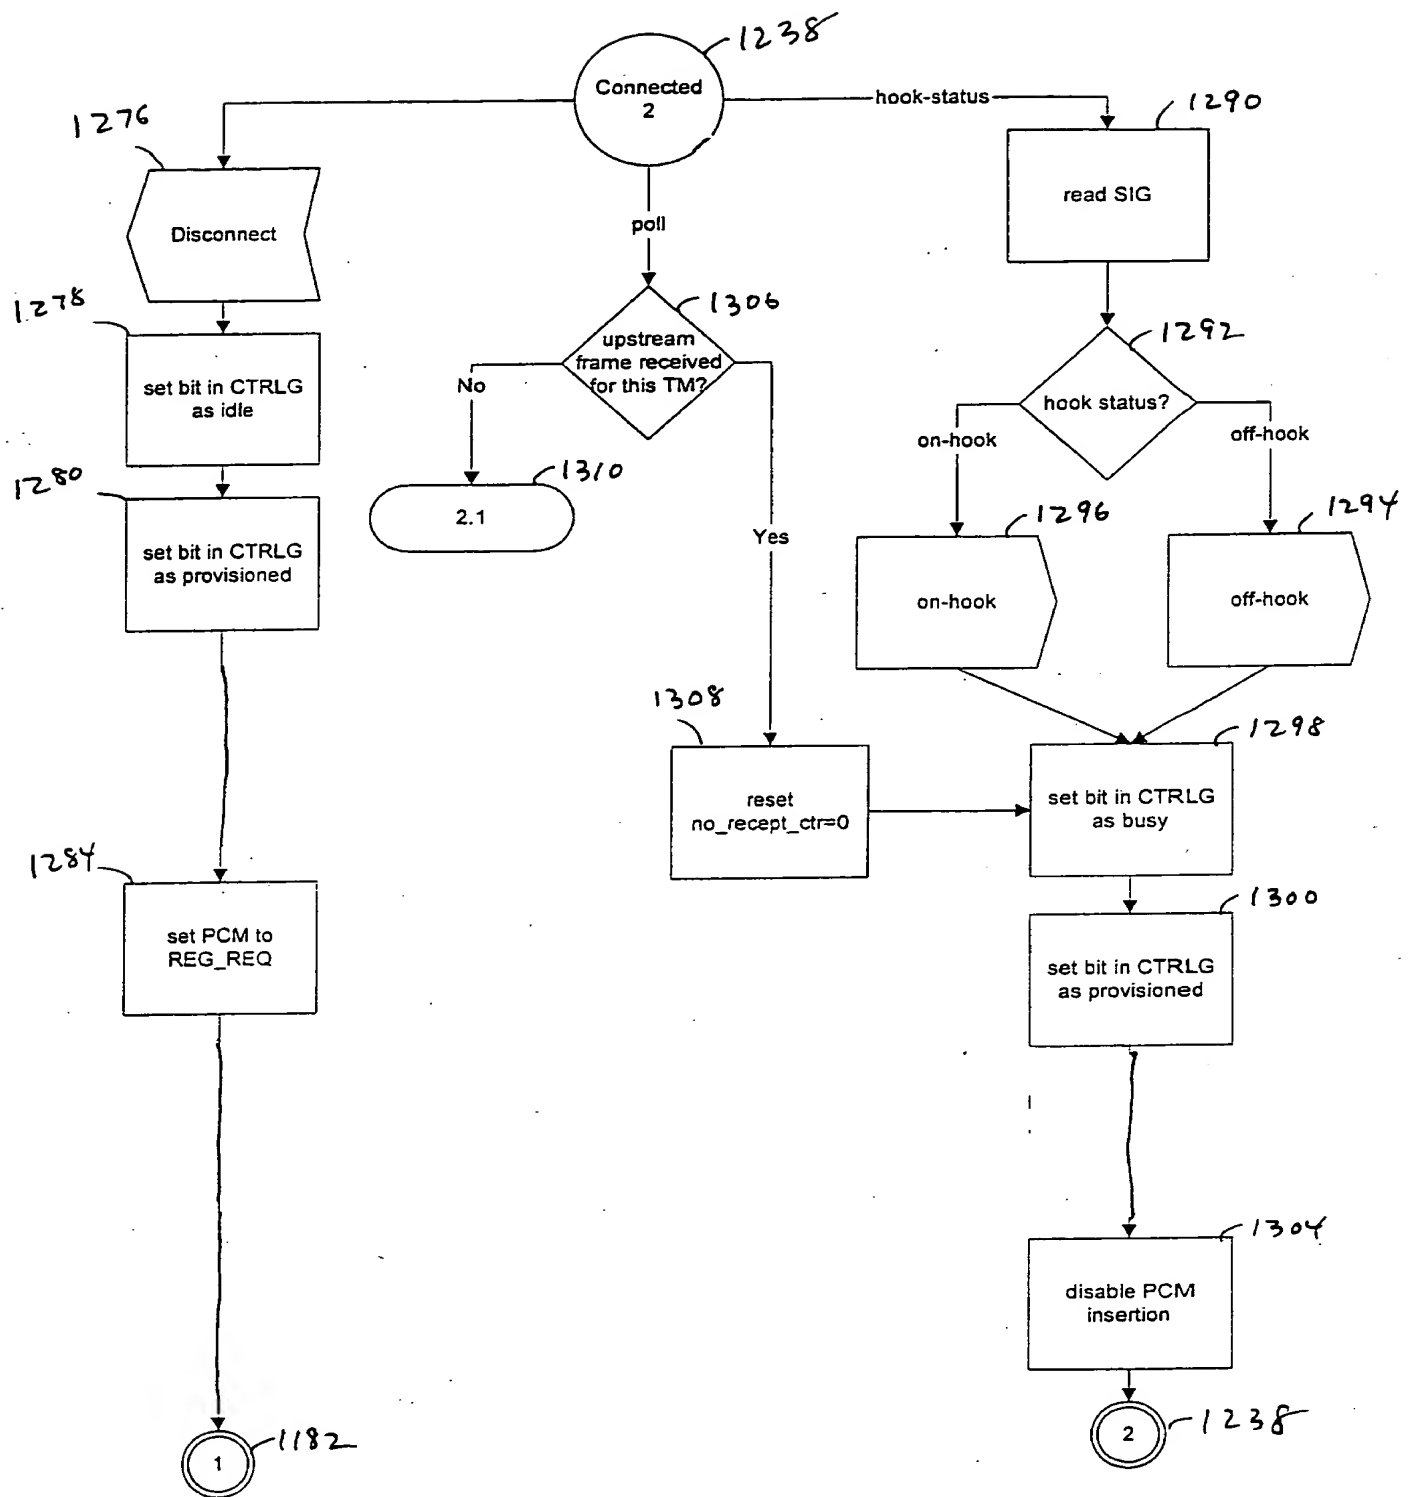 1238
Connected
2
hook-status
1276
1290
Disconnect
read SIG
poll
1278
1306
1292
set bit in CTRLG
as idle
upstream
frame received
for this TM?
No
hook status?
on-hook
off-hook
1280
1310
set bit in CTRLG
as provisioned
2.1
Yes
1296
1294
on-hook
off-hook
1308
1298
reset
no_recept_ctr=0
set bit in CTRLG
as busy
1284
1300
set PCM to
REG_REQ
set bit in CTRLG
as provisioned
1304
disable PCM
insertion
1
1182
2
1238